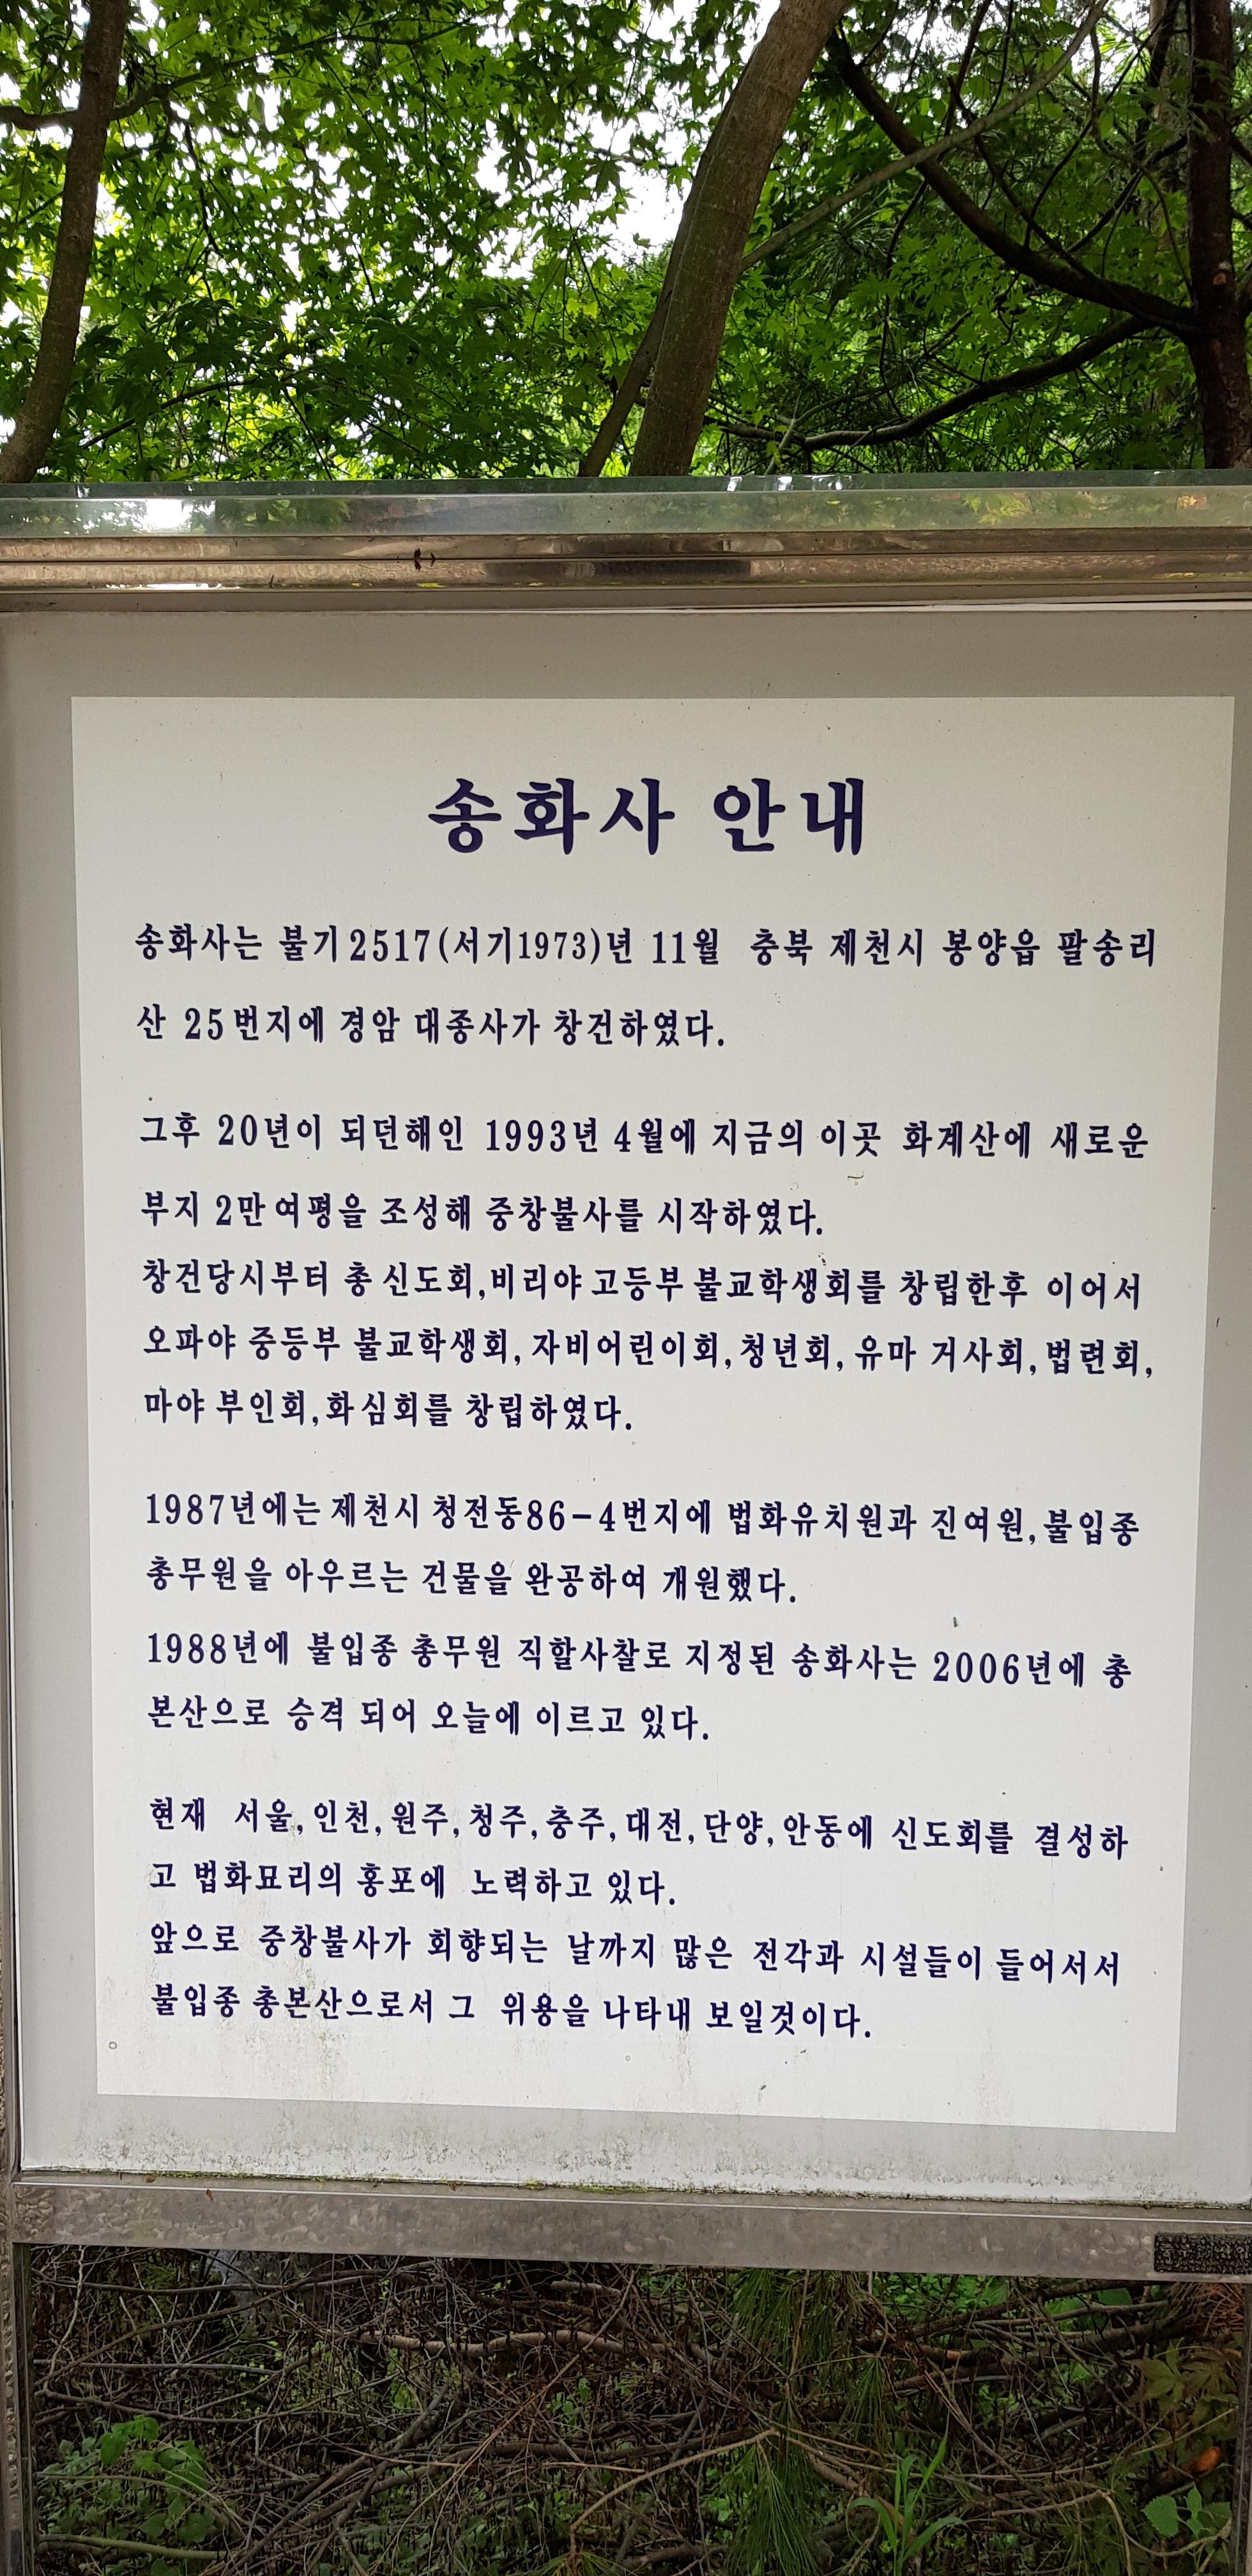 송화사 안내
송화사는 불기2517(서기1973)년 11월 충북 제천시 봉양읍 팔송리
산 25번지에 경암 대종사가 창건하였다.
그후 20년이 되던해인 1993년 4월에 지금의 이곳 화계산에 새로운
부지 2만여평을 조성해 중창불사를 시작하였다.
창건당시부터 총 신도회,비리야 고등부 불교학생회를 창립한후 이어서
오파야 중등부 불교학생회, 자비어린이회,청년회, 유마 거사회,법련회,
마야 부인회,화심회를 창립하였다.
1987년에는 제천시 청전동86-4번지에 법화유치원과 진여원,불입종
총무원을 아우르는 건물을 완공하여 개원했다.
1988년에 불입종 총무원 직할사찰로 지정된 송화사는 2006년에 총
본산으로 승격 되어 오늘에 이르고 있다.
현재 서울,인천,원주,청주,충주,대전,단양,안동에 신도회를 결성하
고 법화묘리의 홍포에 노력하고 있다.
앞으로 중창불사가 회향되는 날까지 많은 전각과 시설들이 들어서서
불입종 총본산으로서 그 위용을 나타내 보일것이다.